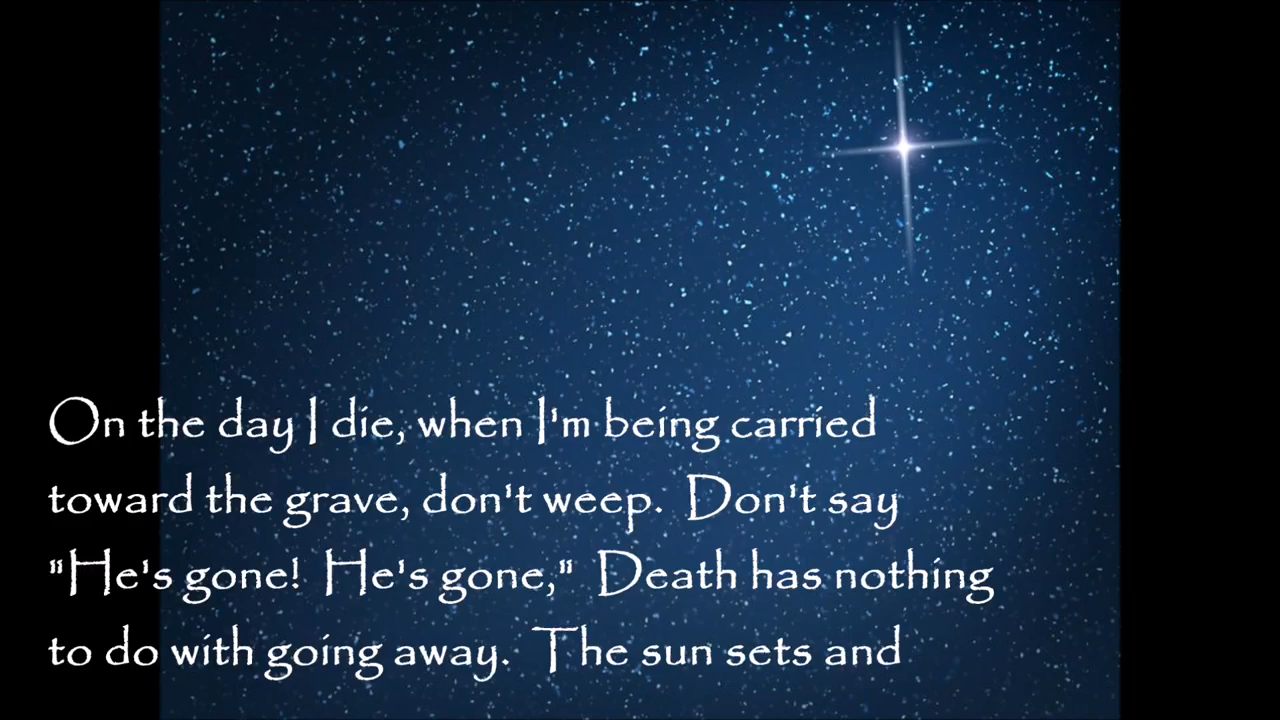 On the day I die, when I'm being carried
toward the grave, don't weep.  Don't say
"He's gone!  He's gone,"  Death has nothing
to do with going away.  The sun sets and